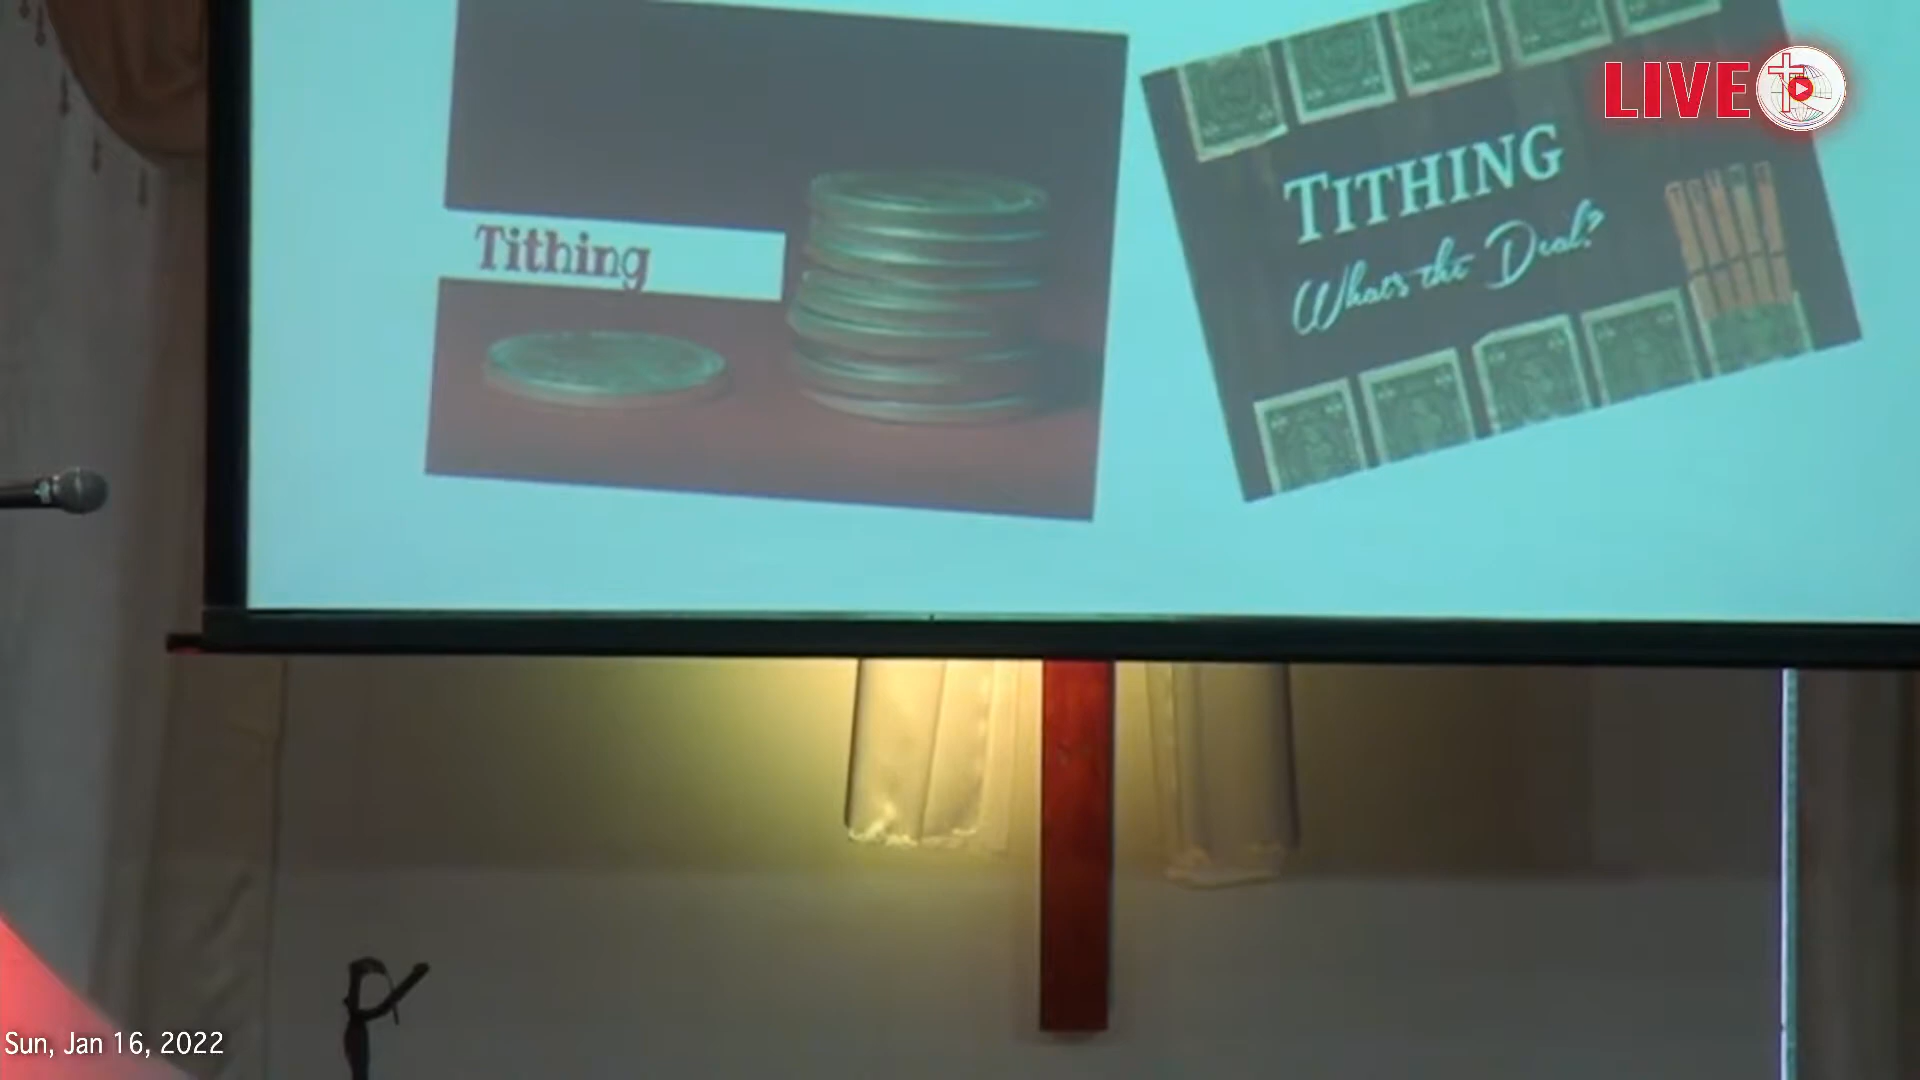 LIVE
Tithing
TITHING
What's the Deal?
Sun, Jan 16, 2022